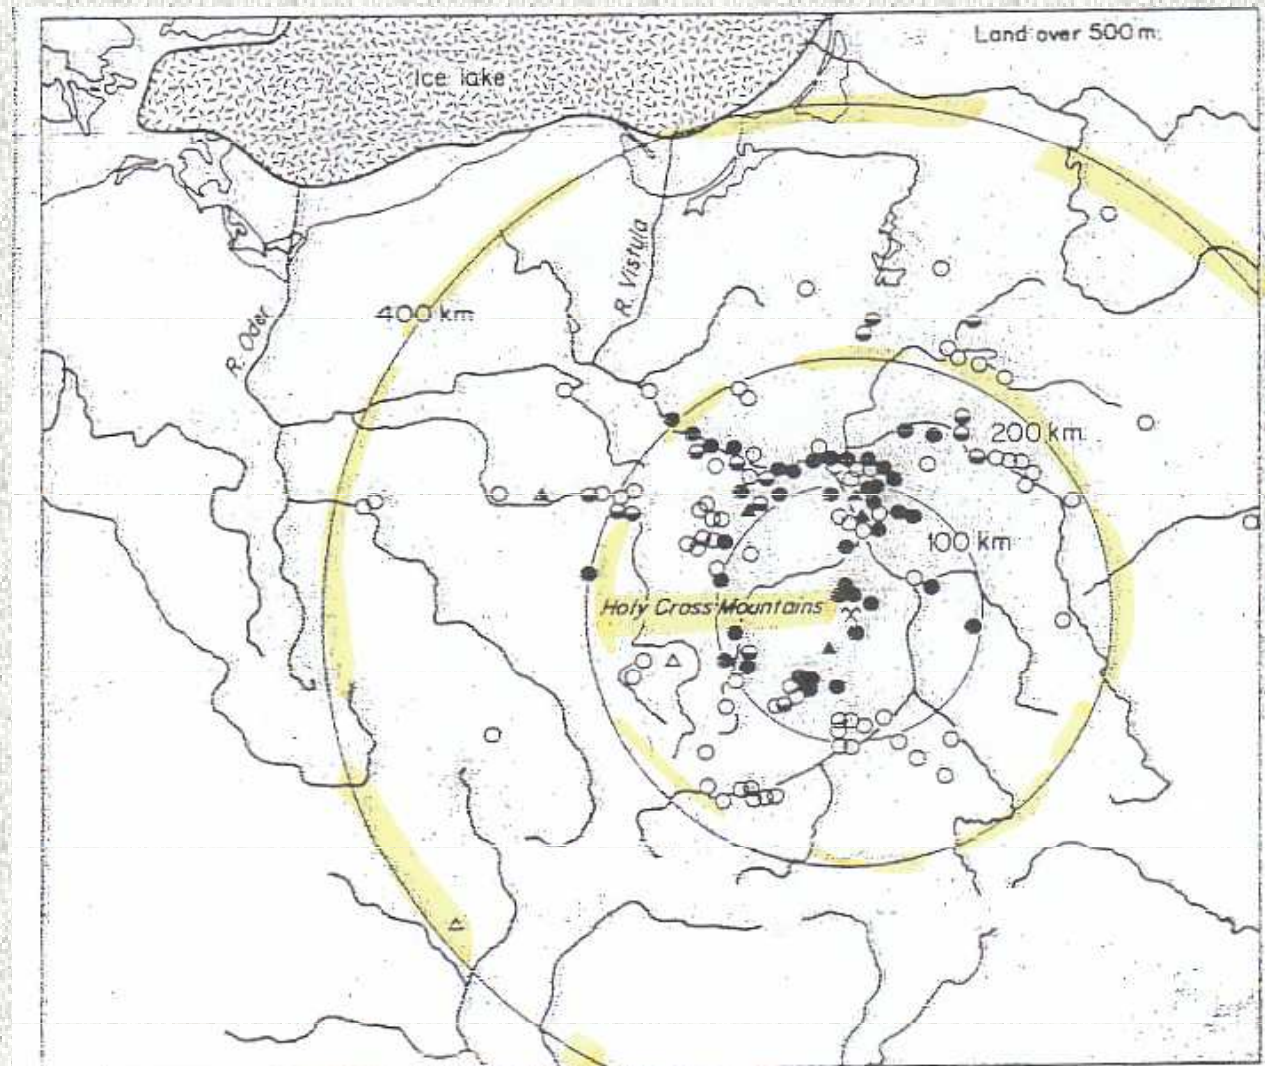 Land over 500 m.
Ice lake
R. Vistula
400 km
R. Oder
200 km.
100 km
Holy Cross Mountains